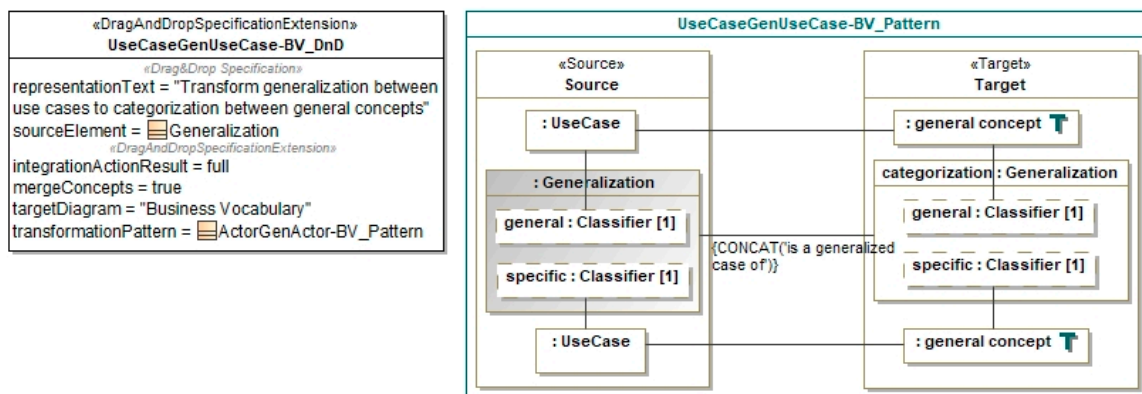 «DragAndDropSpecificationExtension»
UseCaseGenUseCase-BV_DnD
«Drag&Drop Specification»
representationText = "Transform generalization between
use cases to categorization between general concepts"
sourceElement = Generalization
«DragAndDropSpecificationExtension»
integrationActionResult = full
mergeConcepts = true
targetDiagram = "Business Vocabulary"
transformationPattern = ActorGenActor-BV_Pattern
UseCaseGenUseCase-BV_Pattern
«Source»
Source
: UseCase
: Generalization
general : Classifier [1]
specific : Classifier [1]
: UseCase
{CONCAT('is a generalized
case of')}
«Target»
Target
: general concept
categorization : Generalization
general : Classifier [1]
specific : Classifier [1]
: general concept